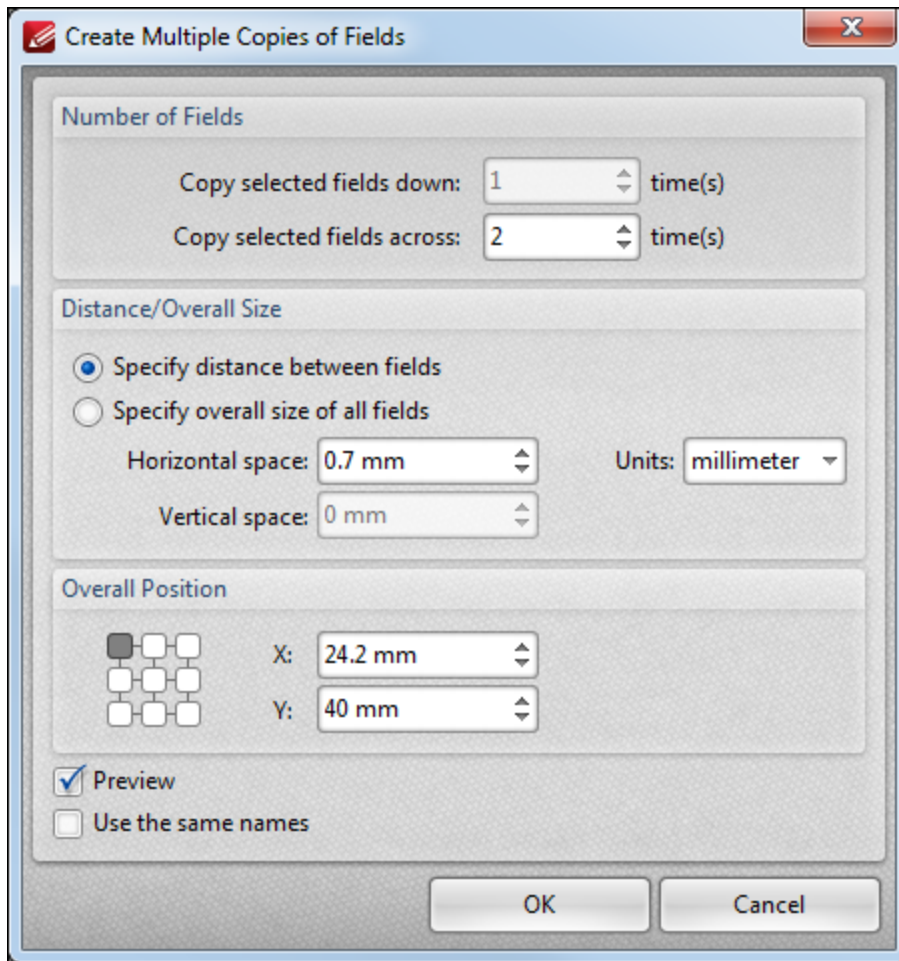 Create Multiple Copies of Fields
Number of Fields
Copy selected fields down: 1 time(s)
Copy selected fields across: 2 time(s)
Distance/Overall Size
Specify distance between fields
Specify overall size of all fields
Horizontal space: 0.7 mm Units: millimeter
Vertical space: 0 mm
Overall Position
X: 24.2 mm
Y: 40 mm
Preview
Use the same names
OK Cancel